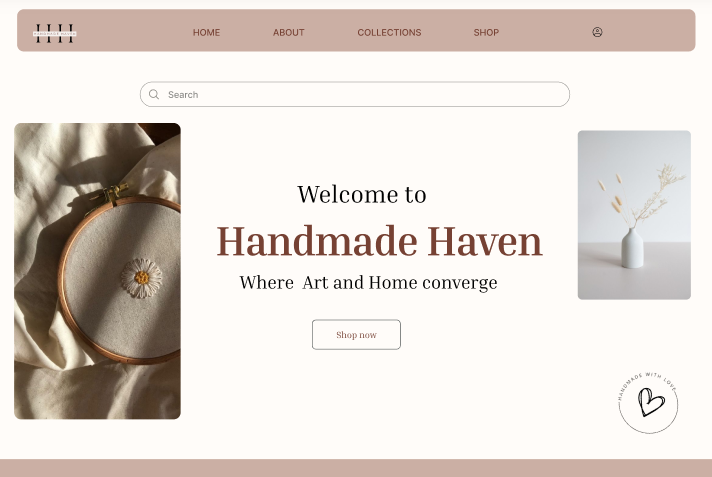 HOME ABOUT COLLECTIONS SHOP
Search
Welcome to
Handmade Haven
Where Art and Home converge
Shop now
HANDMADE WITH LOVE